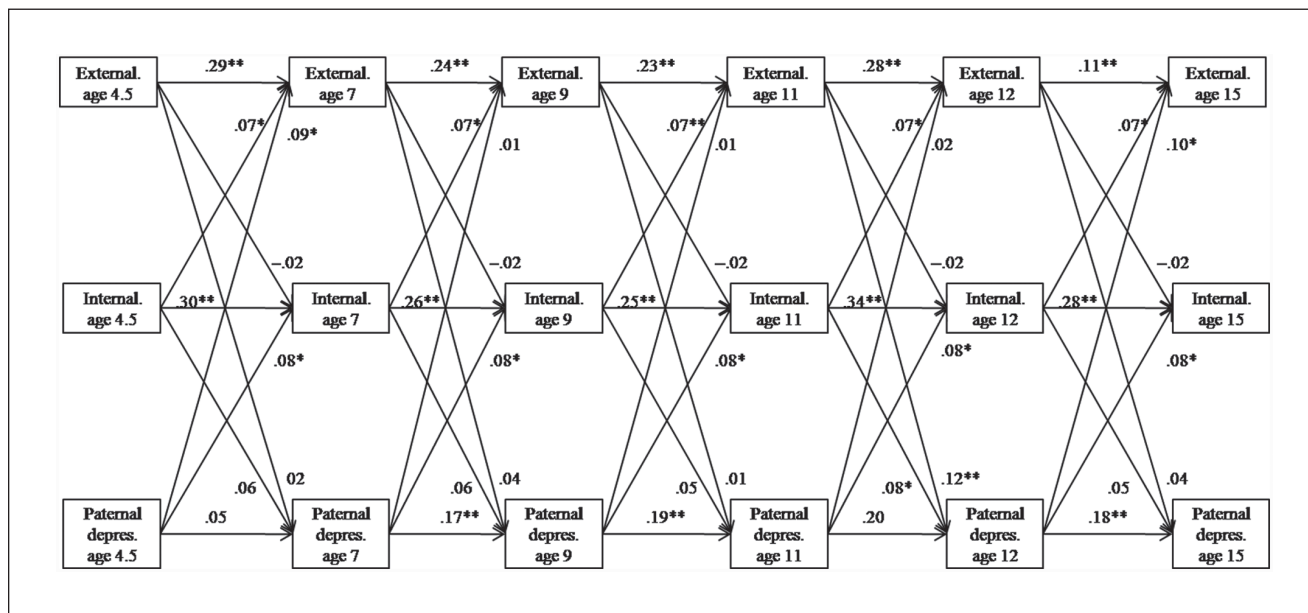 .29** .24** .23** .28** .11**
External. External. External. External. External. External.
age 4.5 age 7 age 9 age 11 age 12 age 15
.07* .07* .07** .07* .07*
.09* .01 .01 .02 .10*
–.02 –.02 –.02 –.02 –.02
Internal. Internal. Internal. Internal. Internal. Internal.
.30** .26** .25** .34** .28**
age 4.5 age 7 age 9 age 11 age 12 age 15
.08* .08* .08* .08* .08*
.06 02 .06 .04 .05 .01 .08* .12** .05 .04
Paternal Paternal Paternal Paternal Paternal Paternal
.05 .17** .19** .20 .18**
depres. depres. depres. depres. depres. depres.
age 4.5 age 7 age 9 age 11 age 12 age 15